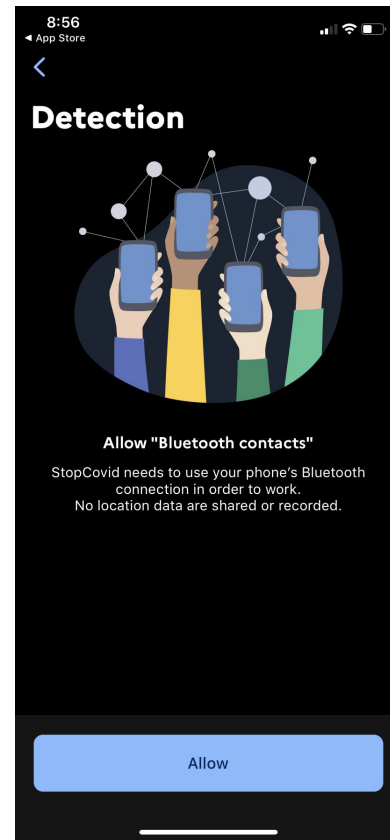 8:56
◀ App Store
Detection
Allow "Bluetooth contacts"
StopCovid needs to use your phone's Bluetooth
connection in order to work.
No location data are shared or recorded.
Allow